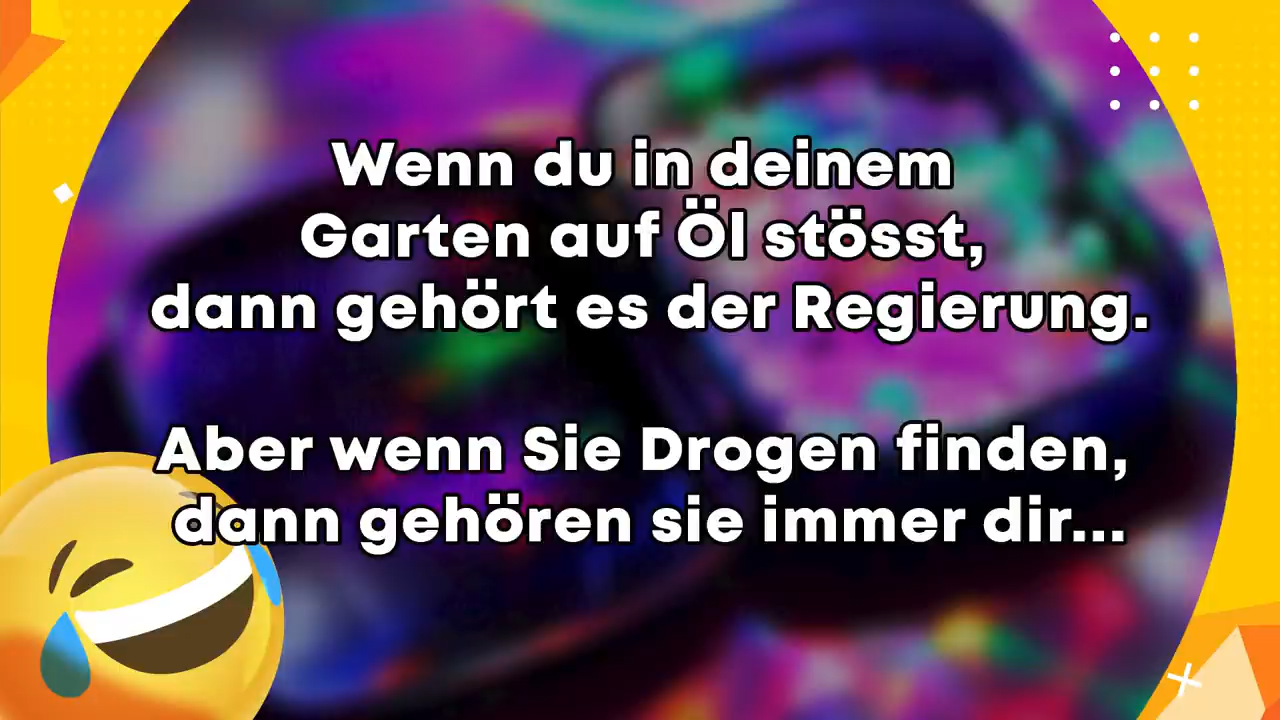 Wenn du in deinem
Garten auf Öl stösst,
dann gehört es der Regierung.
Aber wenn Sie Drogen finden,
dann gehören sie immer dir...